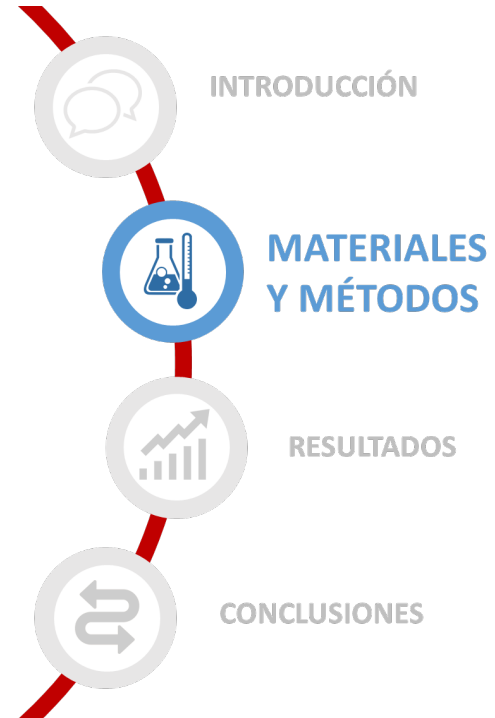 INTRODUCCIÓN
MATERIALES
Y MÉTODOS
RESULTADOS
CONCLUSIONES